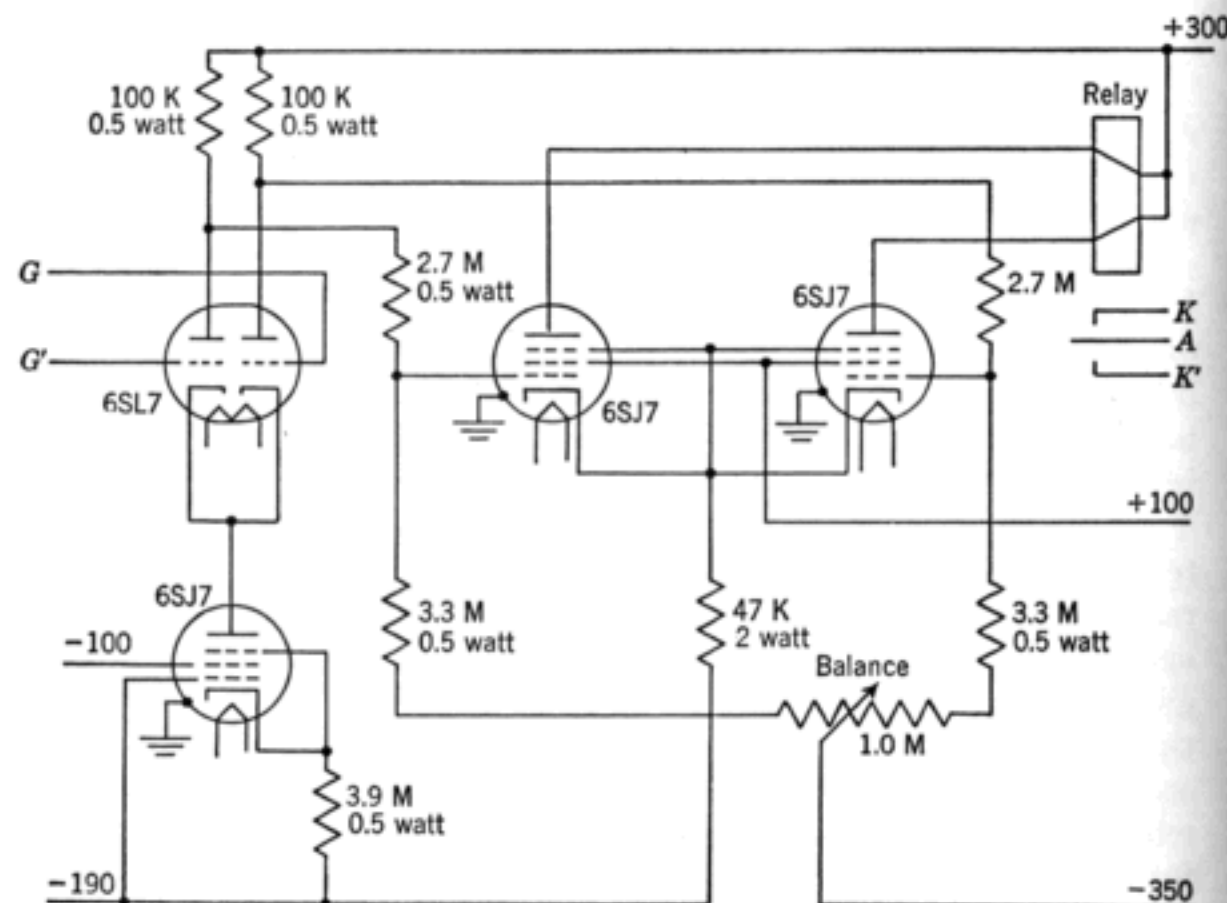 +300
100 K
0.5 watt
100 K
0.5 watt
Relay
G
2.7 M
0.5 watt
6SJ7
2.7 M
K
G'
A
K'
6SL7
6SJ7
+100
6SJ7
3.3 M
0.5 watt
47 K
2 watt
3.3 M
0.5 watt
-100
Balance
1.0 M
3.9 M
0.5 watt
-190
-350